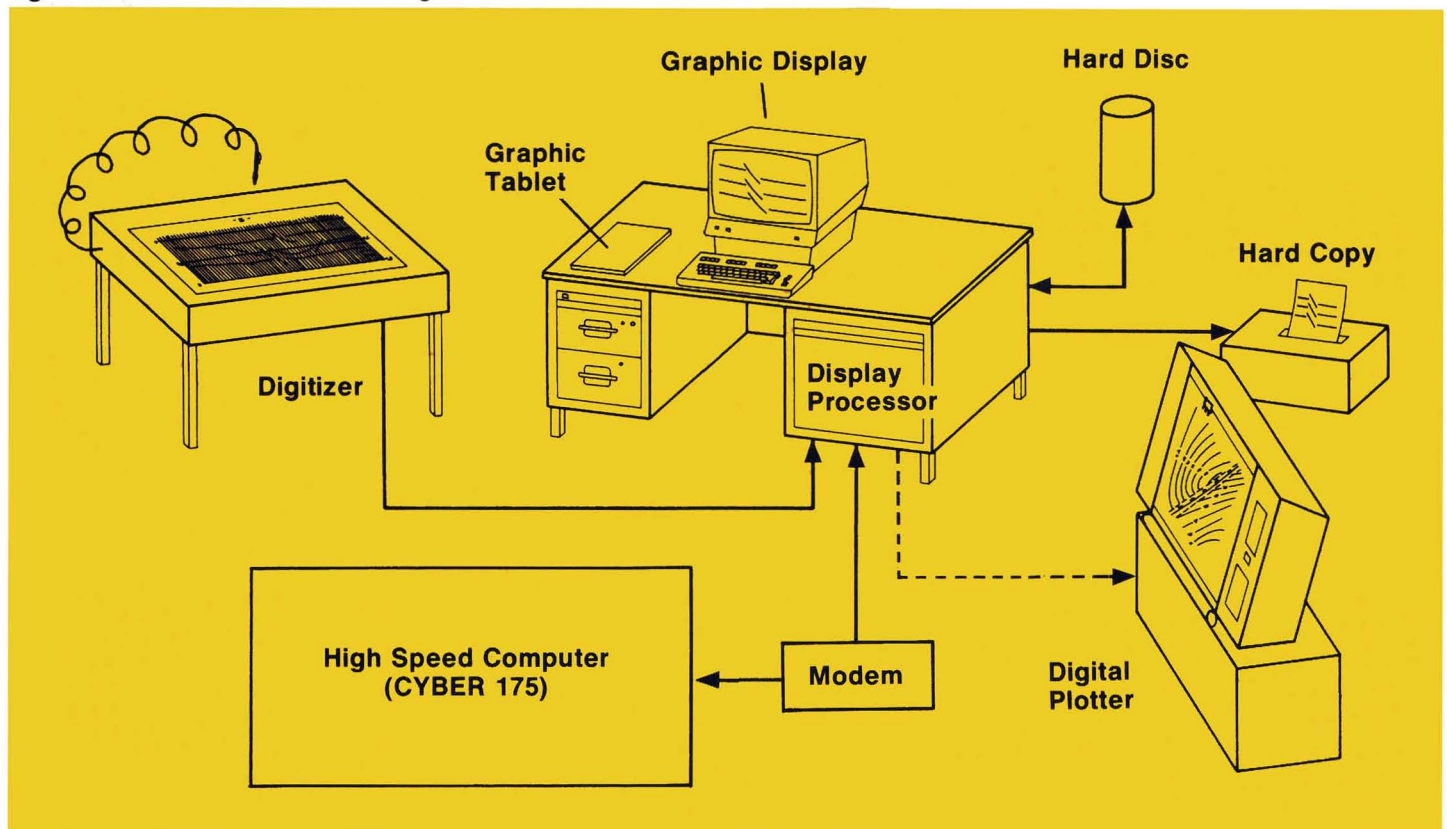 Graphic Display
Hard Disc
Graphic
Tablet
Hard Copy
Digitizer
Display
Processor
High Speed Computer
(CYBER 175)
Modem
Digital
Plotter